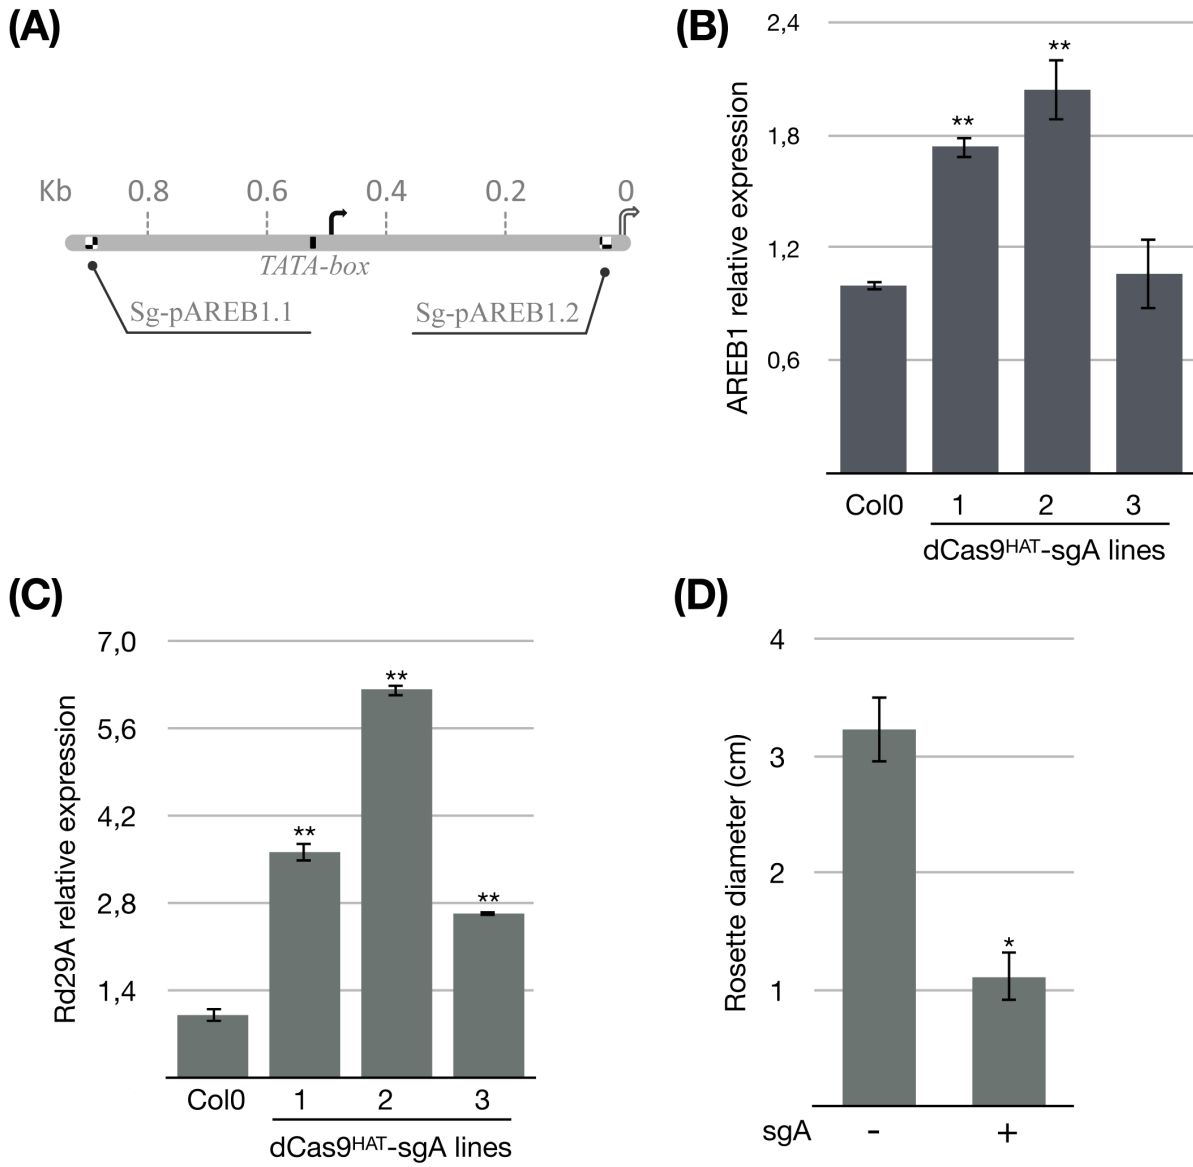 (A)
Kb 0.8 0.6 0.4 0.2 0
TATA-box
Sg-pAREB1.1 Sg-pAREB1.2
(B)
AREB1 relative expression
2,4
**
**
1,8
1,2
0,6
Col0 1 2 3
dCas9HAT-sgA lines
(C)
Rd29A relative expression
7,0
**
5,6
4,2
**
2,8
**
1,4
Col0 1 2 3
dCas9HAT-sgA lines
(D)
Rosette diameter (cm)
4
3
2
*
1
sgA - +